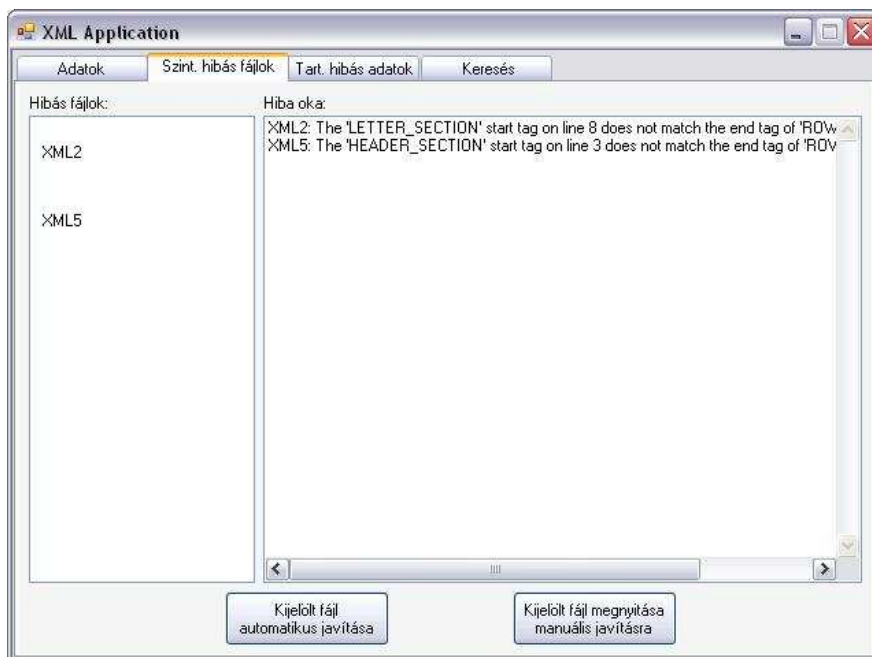 XML Application
Adatok Szint. hibás fájlok Tart. hibás adatok Keresés
Hibás fájlok:
XML2
XML5
Hiba oka:
XML2: The 'LETTER_SECTION' start tag on line 8 does not match the end tag of 'ROW
XML5: The 'HEADER_SECTION' start tag on line 3 does not match the end tag of 'ROW
Kijelölt fájl
automatikus javítása
Kijelölt fájl megnyitása
manuális javításra